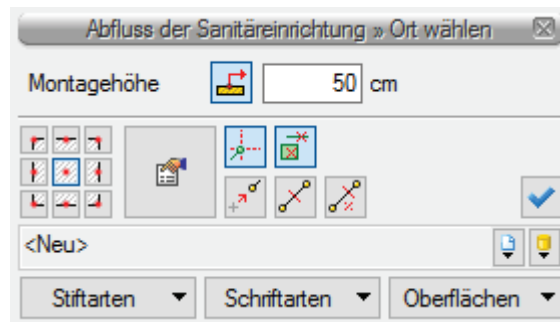 Abfluss der Sanitäreinrichtung » Ort wählen
Montagehöhe 50 cm
<Neu>
Stiftarten Schriftarten Oberflächen